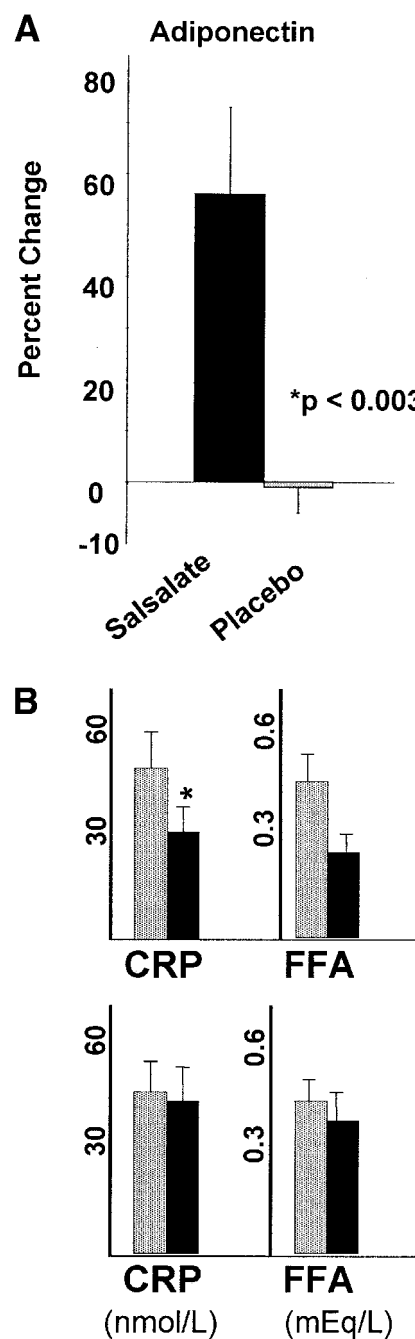 A
Adiponectin
Percent Change
80
60
40
20
0
-10
*p < 0.003
Salsalate
Placebo
B
60
30
*
CRP
0.6
0.3
FFA
60
30
CRP
(nmol/L)
0.6
0.3
FFA
(mEq/L)